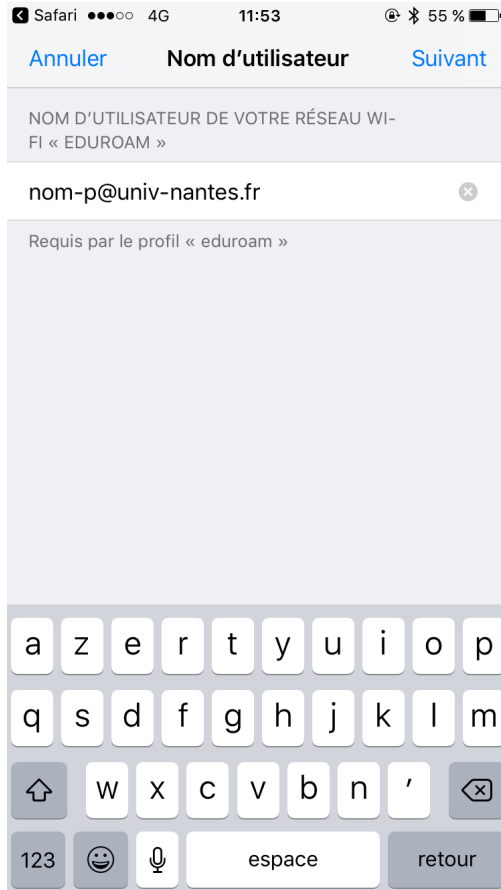 Safari 4G 11:53 55 %
Annuler Nom d’utilisateur Suivant
NOM D’UTILISATEUR DE VOTRE RÉSEAU WI-
FI « EDUROAM »
nom-p@univ-nantes.fr
Requis par le profil « eduroam »
a z e r t y u i o p
q s d f g h j k l m
w x c v b n ’
123 espace retour